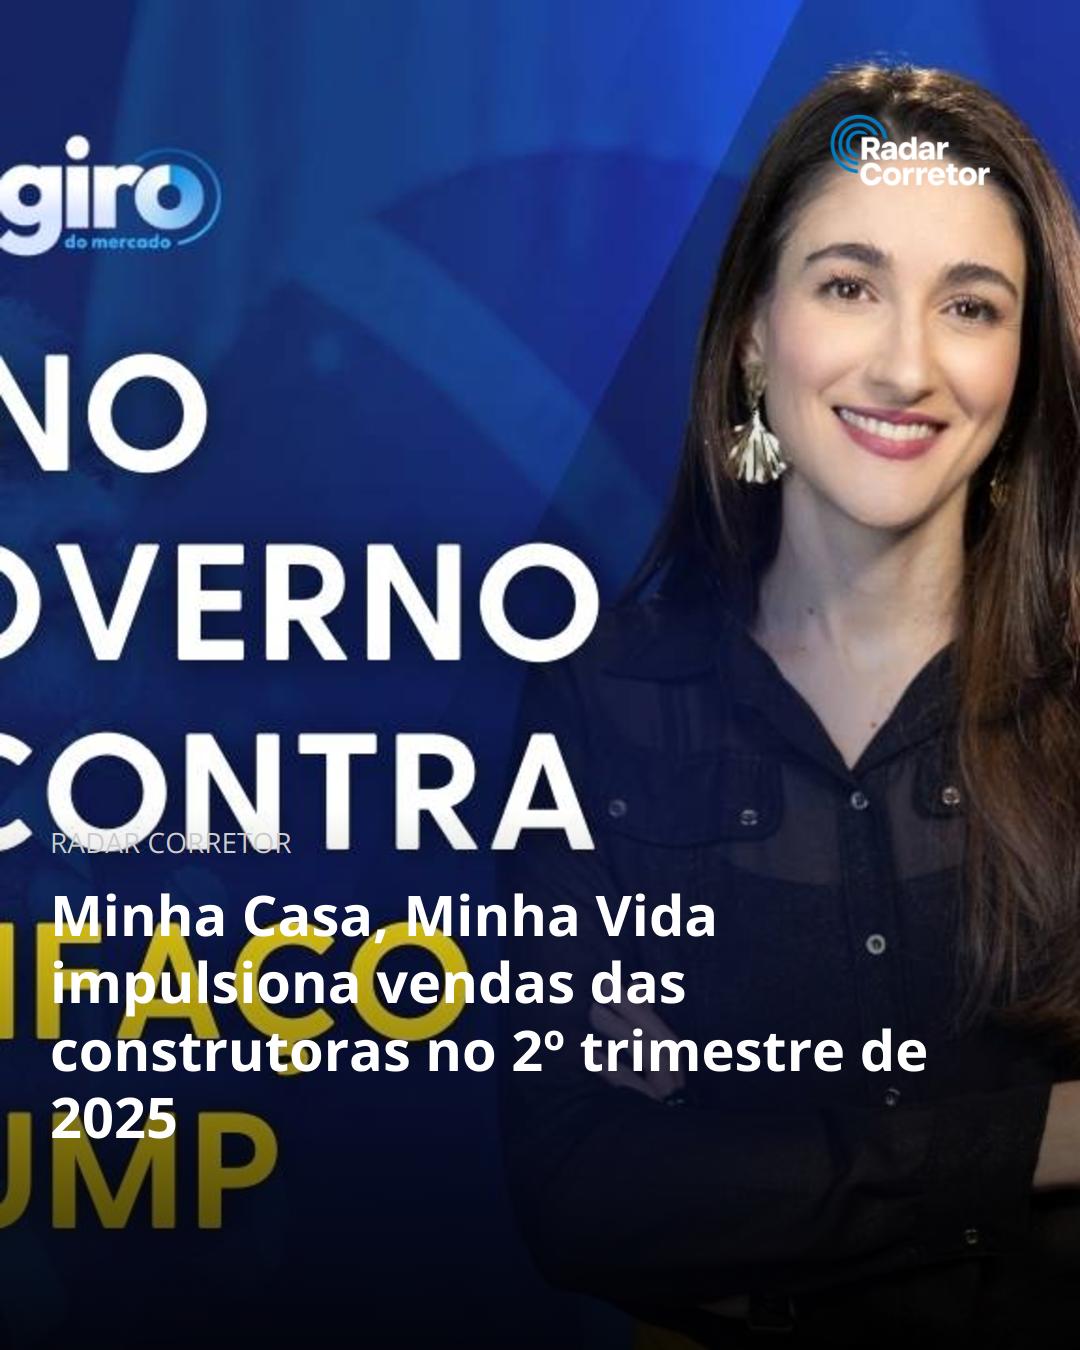 Radar
Corretor
giro
do mercado
NO
OVERNO
CONTRA
RADAR CORRETOR
Minha Casa, Minha Vida
impulsiona vendas das
construtoras no 2º trimestre de
2025
IFAÇO
UMP